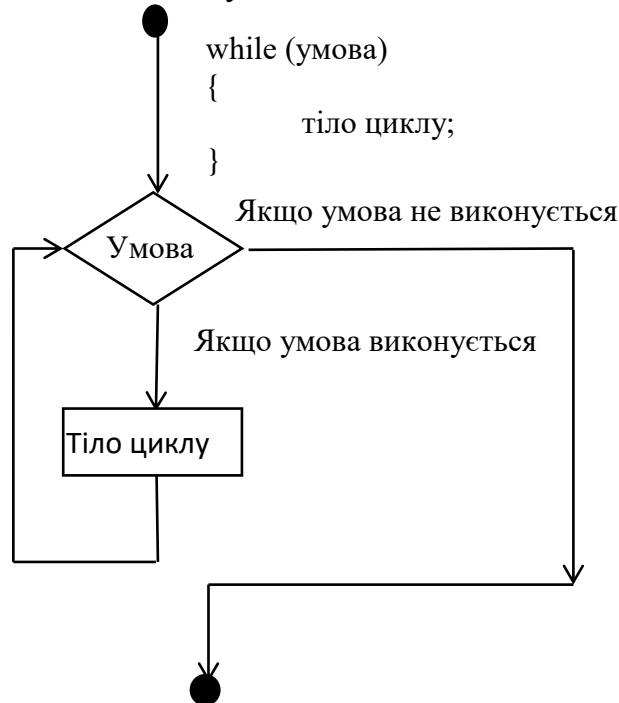 while (умова)
{
тіло циклу;
}
Якщо умова не виконується
Умова
Якщо умова виконується
Тіло циклу